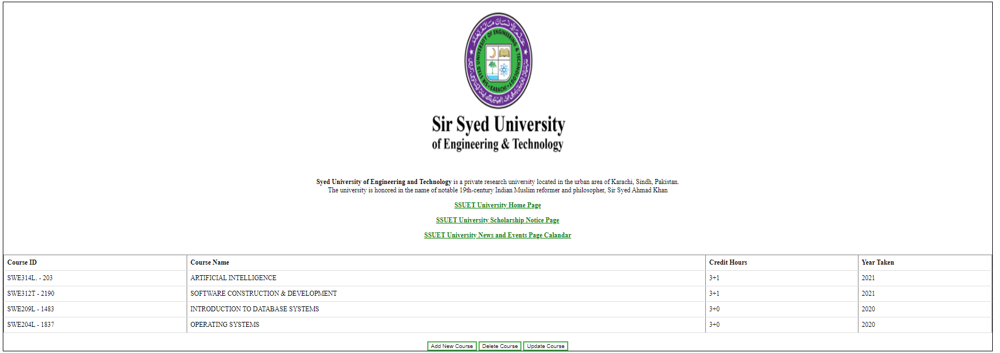 SIR SYED UNIVERSITY OF ENGINEERING & TECHNOLOGY
KARACHI
Sir Syed University
of Engineering & Technology
Syed University of Engineering and Technology is a private research university located in the urban area of Karachi, Sindh, Pakistan.
The university is honored in the name of notable 19th-century Indian Muslim reformer and philosopher, Sir Syed Ahmad Khan
SSUET University Home Page
SSUET University Scholarship Notice Page
SSUET University News and Events Page Calandar
Course ID Course Name Credit Hours Year Taken
SWE314L. - 203 ARTIFICIAL INTELLIGENCE 3+1 2021
SWE312T - 2190 SOFTWARE CONSTRUCTION & DEVELOPMENT 3+1 2021
SWE209L - 1483 INTRODUCTION TO DATABASE SYSTEMS 3+0 2020
SWE204L - 1837 OPERATING SYSTEMS 3+0 2020
Add New Course Delete Course Update Course